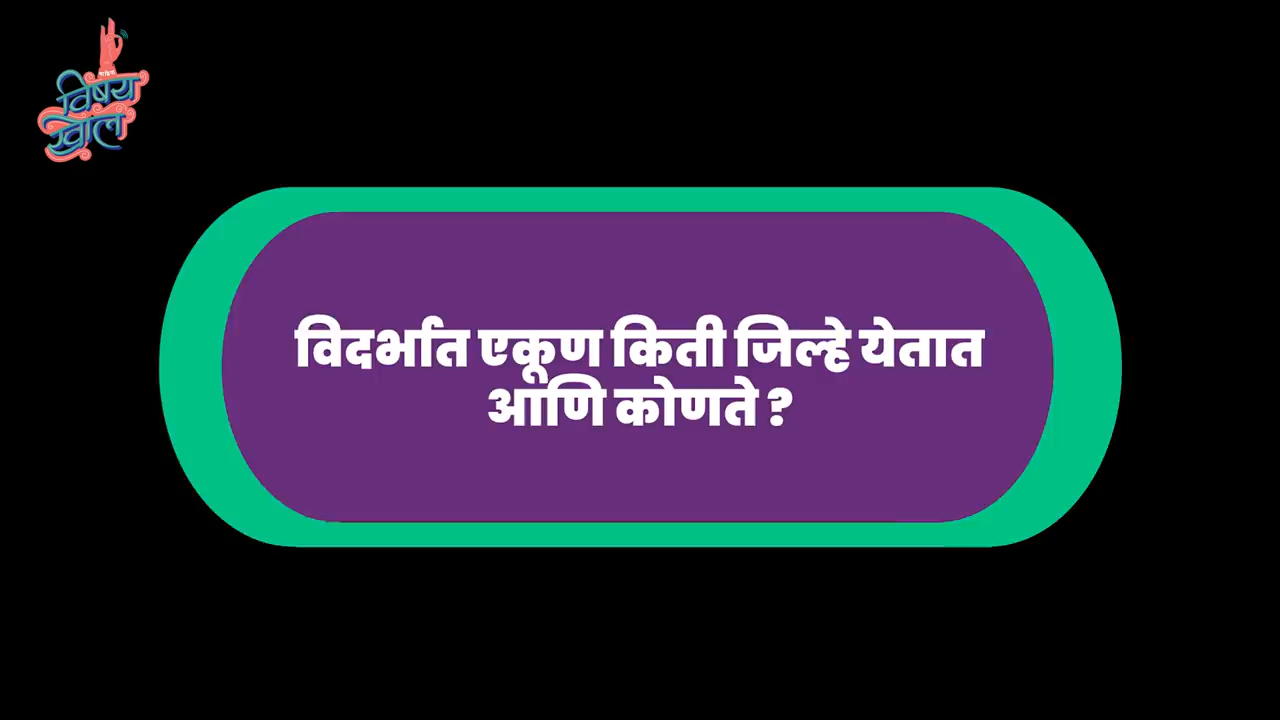 विषय
खोल
विदर्भात एकूण किती जिल्हे येतात
आणि कोणते ?